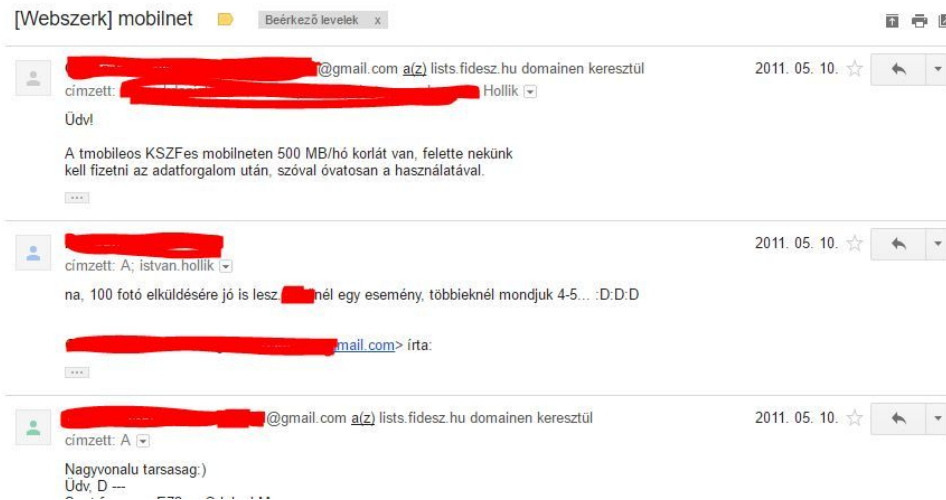 [Webszerk] mobilnet
Beérkező levelek x
@gmail.com a(z) lists.fidesz.hu domainen keresztül
2011. 05. 10.
címzett:
Hollik
Üdv!
A tmobileos KSZFes mobilneten 500 MB/hó korlát van, felette nekünk
kell fizetni az adatforgalom után, szóval óvatosan a használatával.
2011. 05. 10.
címzett: A; istvan.hollik
na, 100 fotó elküldésére jó is lesz. nél egy esemény, többieknél mondjuk 4-5... :D:D:D
mail.com> írta:
@gmail.com a(z) lists.fidesz.hu domainen keresztül
2011. 05. 10.
címzett: A
Nagyvonalu tarsasag:)
Üdv, D ---